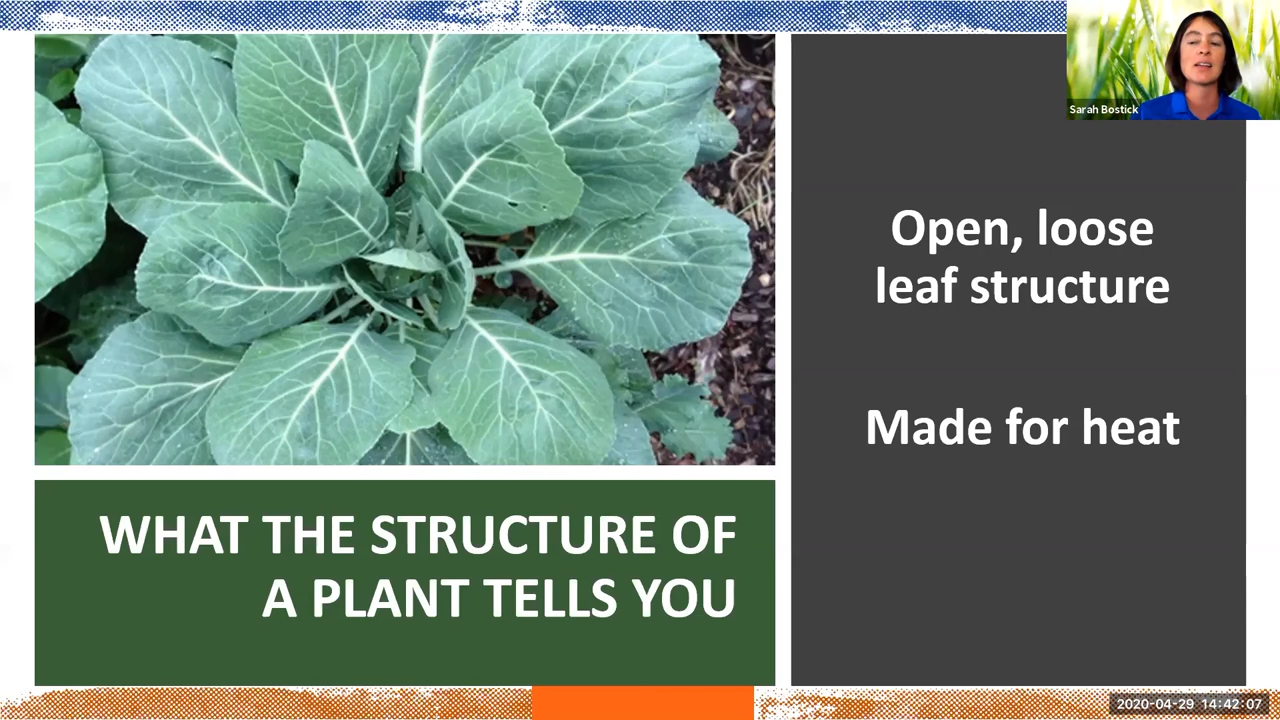 Sarah Bostick
Open, loose
leaf structure
Made for heat
WHAT THE STRUCTURE OF
A PLANT TELLS YOU
2020-04-29 14:42:07